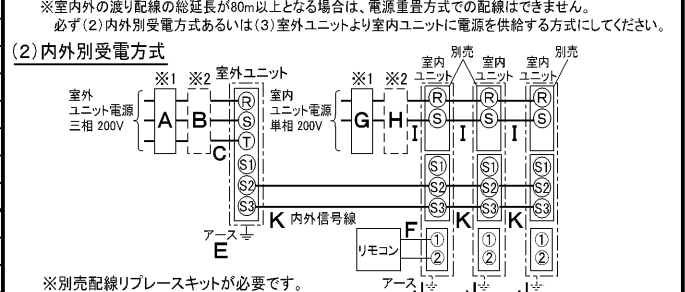 ※室内外の渡り配線の総延長が80m以上となる場合は、電源重畳方式での配線はできません。
必ず(2)内外別受電方式あるいは(3)室外ユニットより室内ユニットに電源を供給する方式にしてください。
(2)内外別受電方式
※1 ※2 室外ユニット
室外
ユニット電源
三相 200V
A B C
R
S
T
S1
S2
S3
アース
E
室内
ユニット電源
単相 200V
※1 ※2
G H I I I
室内
ユニット
別売
室内
ユニット
室内
ユニット
別売
R R R
S S S
S1 S1 S1
S2 S2 S2
S3 S3 S3
K 内外信号線
K K
F
リモコン
① ① ①
② ② ②
アース
※別売配線リプレースキットが必要です。